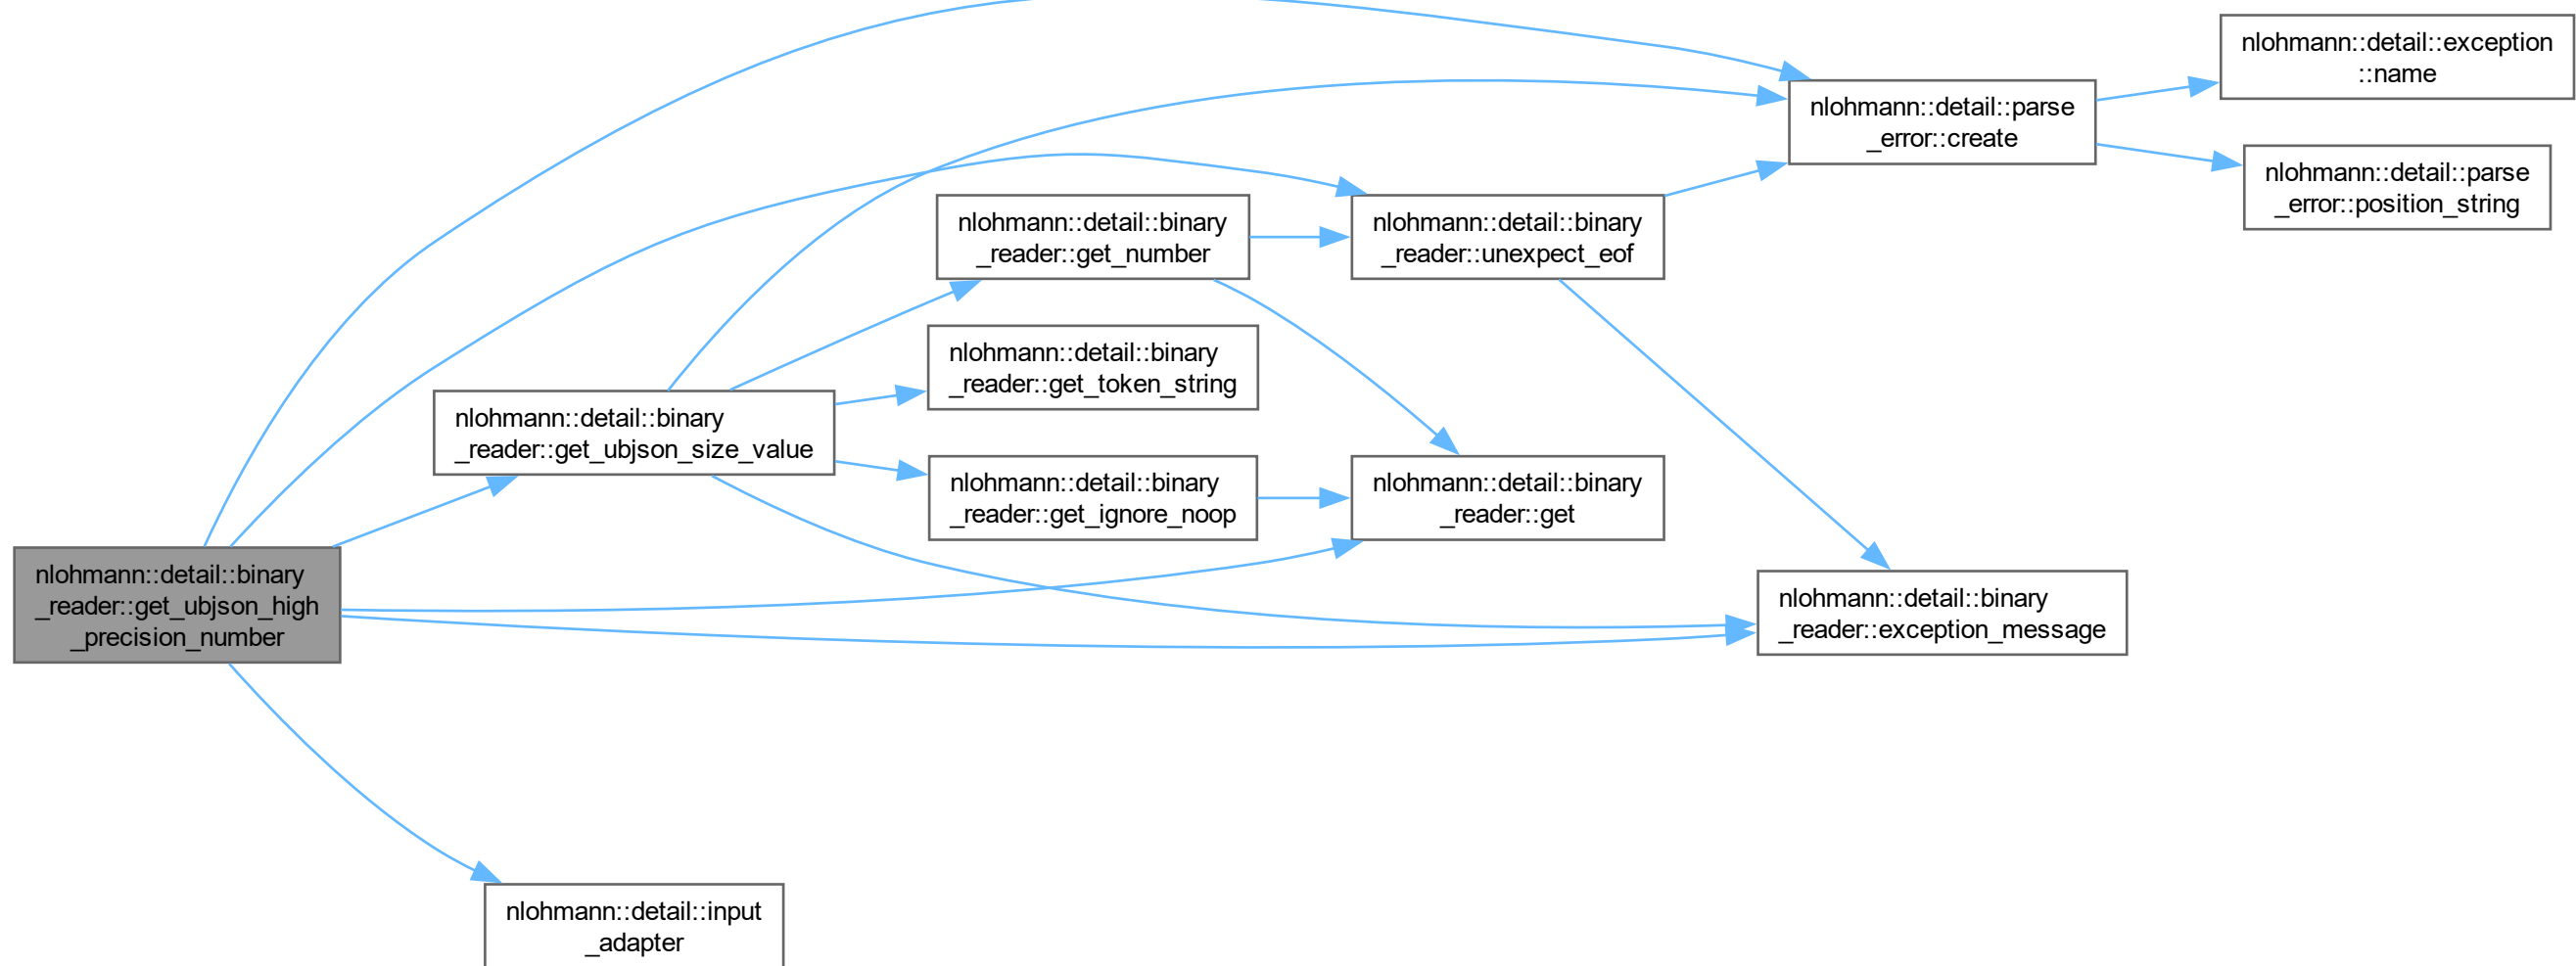 nlohmann::detail::exception
::name
nlohmann::detail::parse
_error::create
nlohmann::detail::parse
_error::position_string
nlohmann::detail::binary
_reader::get_number
nlohmann::detail::binary
_reader::unexpect_eof
nlohmann::detail::binary
_reader::get_token_string
nlohmann::detail::binary
_reader::get_ubjson_size_value
nlohmann::detail::binary
_reader::get_ignore_noop
nlohmann::detail::binary
_reader::get
nlohmann::detail::binary
_reader::get_ubjson_high
_precision_number
nlohmann::detail::binary
_reader::exception_message
nlohmann::detail::input
_adapter